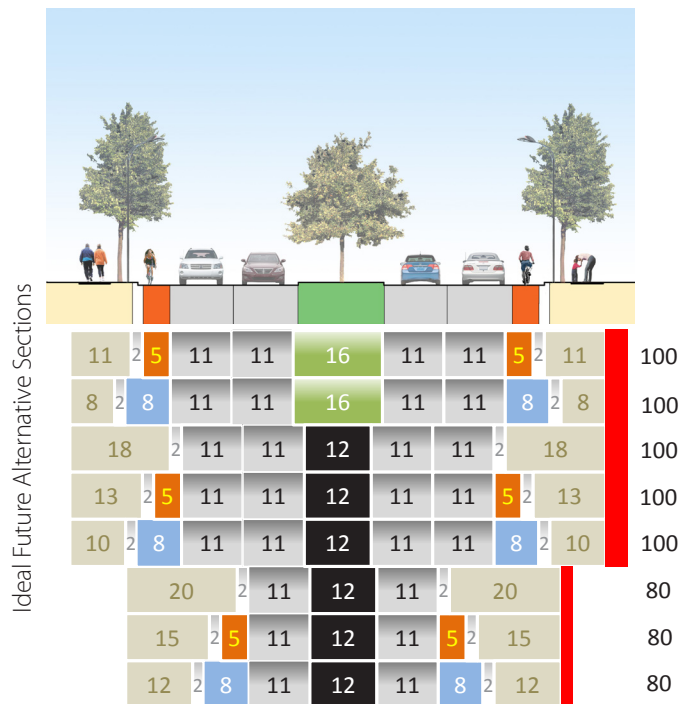 Ideal Future Alternative Sections
11 2 5 11 11 16 11 11 5 2 11 100
8 2 8 11 11 16 11 11 8 2 8 100
18 2 11 11 12 11 11 2 18 100
13 2 5 11 11 12 11 11 5 2 13 100
10 2 8 11 11 12 11 11 8 2 10 100
20 2 11 12 11 2 20 80
15 2 5 11 12 11 5 2 15 80
12 2 8 11 12 11 8 2 12 80